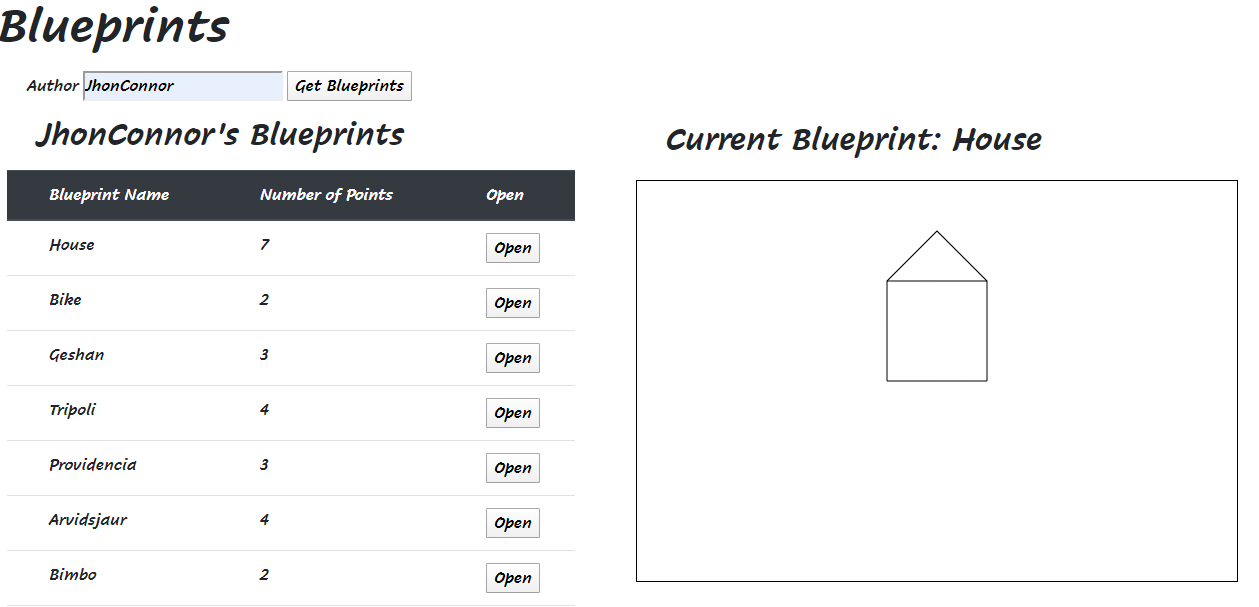 Blueprints
Author JhonConnor Get Blueprints
JhonConnor's Blueprints
Blueprint Name Number of Points Open
House 7 Open
Bike 2 Open
Geshan 3 Open
Tripoli 4 Open
Providencia 3 Open
Arvidsjaur 4 Open
Bimbo 2 Open
Current Blueprint: House